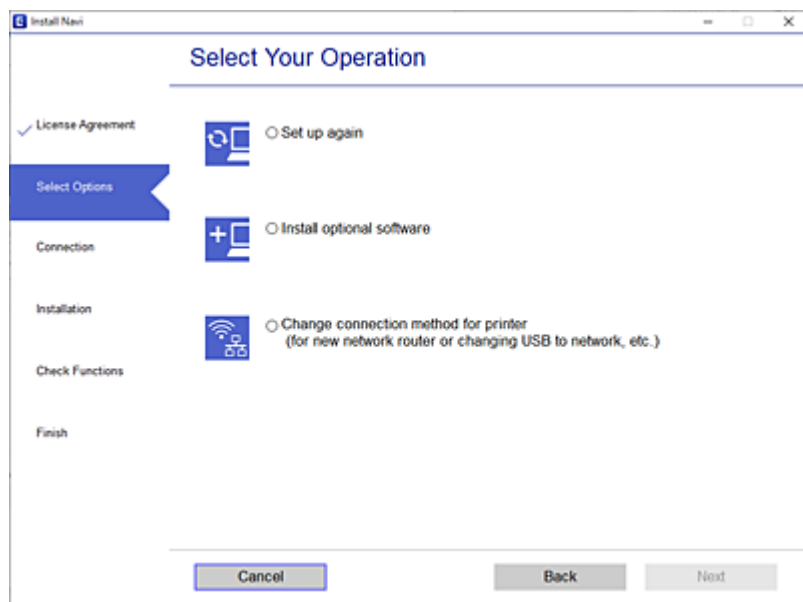 Install Navi
Select Your Operation
License Agreement
Select Options
Connection
Installation
Check Functions
Finish
Set up again
Install optional software
Change connection method for printer
(for new network router or changing USB to network, etc.)
Cancel
Back
Next